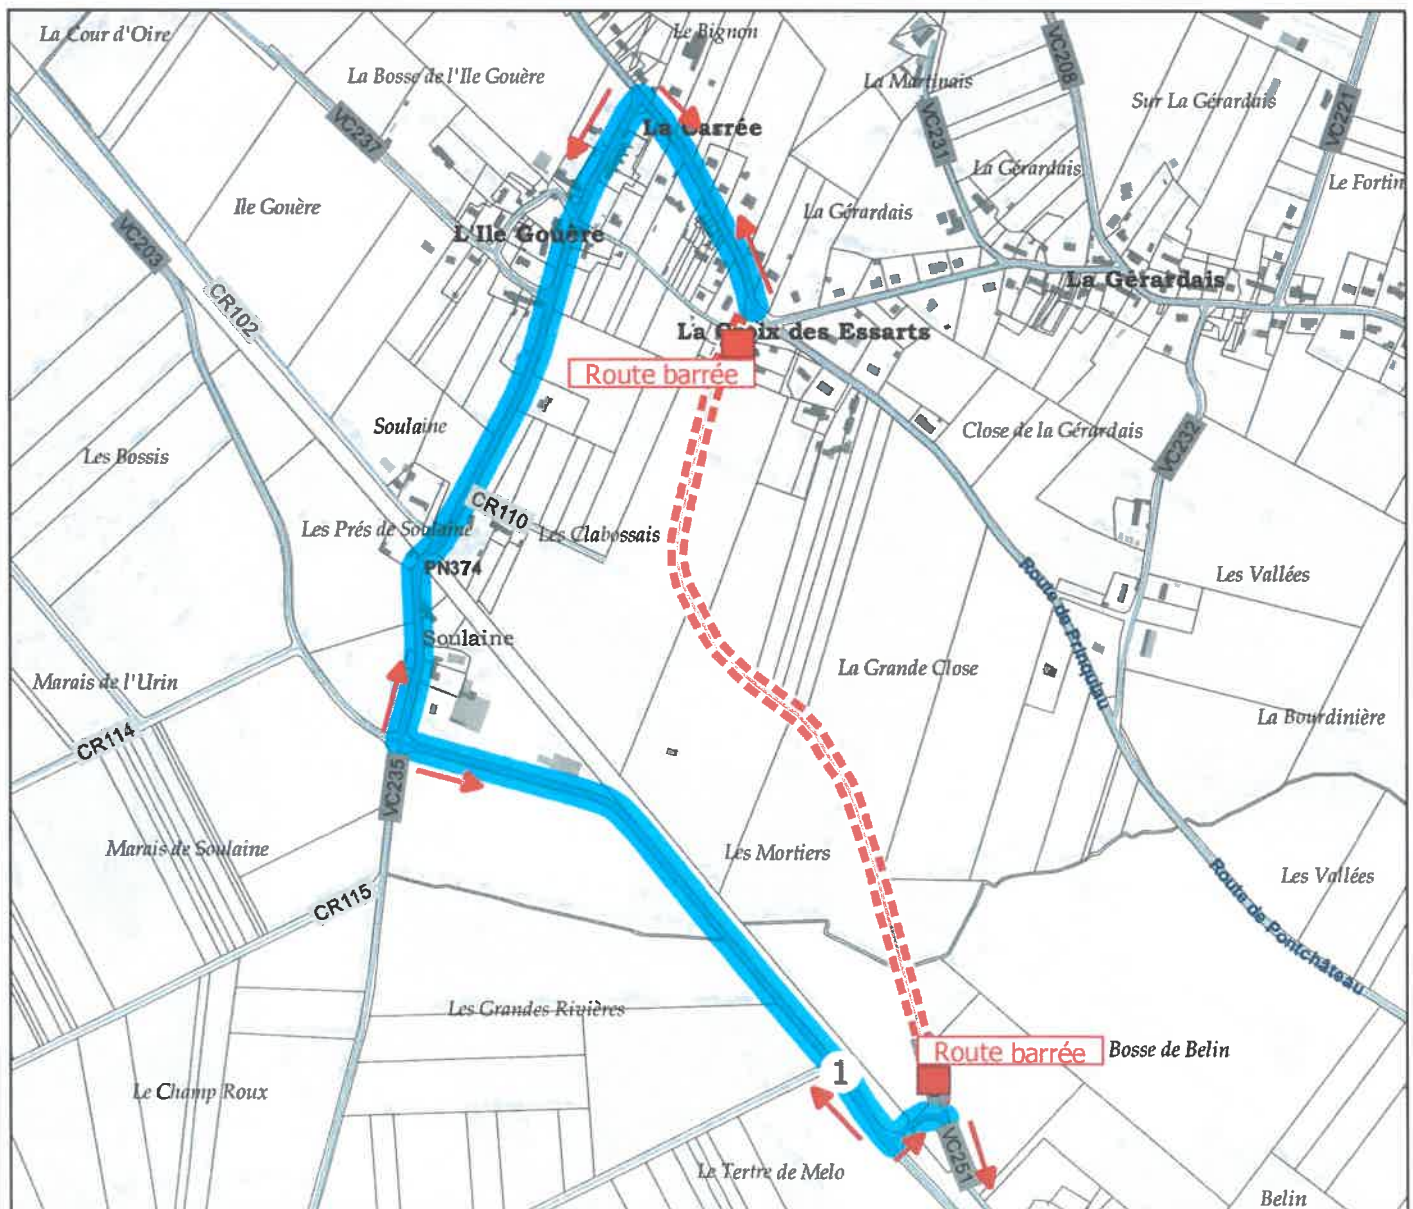 La Cour d'Oire
Le Bignon
La Bosse de l'Ile Gouère
VC208
La Martinais
Sur La Gérardais
VC221
VC237
La Barrée
VC231
La Gérardais
Le Fortin
Ile Gouère
La Gérardais
L'Ile Gouère
VC203
La Gérardais
CR102
La Croix des Essarts
Route barrée
Soulaine
Close de la Gérardais
VC232
Les Bossis
CR110
Les Prés de Soulaine
Les Clabossais
PN374
Les Vallées
Route de Prinquiau
Soulaine
La Grande Close
Marais de l'Urin
La Bourdinière
CR114
VC235
Marais de Soulaine
Les Mortiers
Les Vallées
CR115
Route de Pontchâteau
Les Grandes Rivières
Route barrée
Bosse de Belin
1
Le Champ Roux
VC251
Le Tertre de Melo
Belin